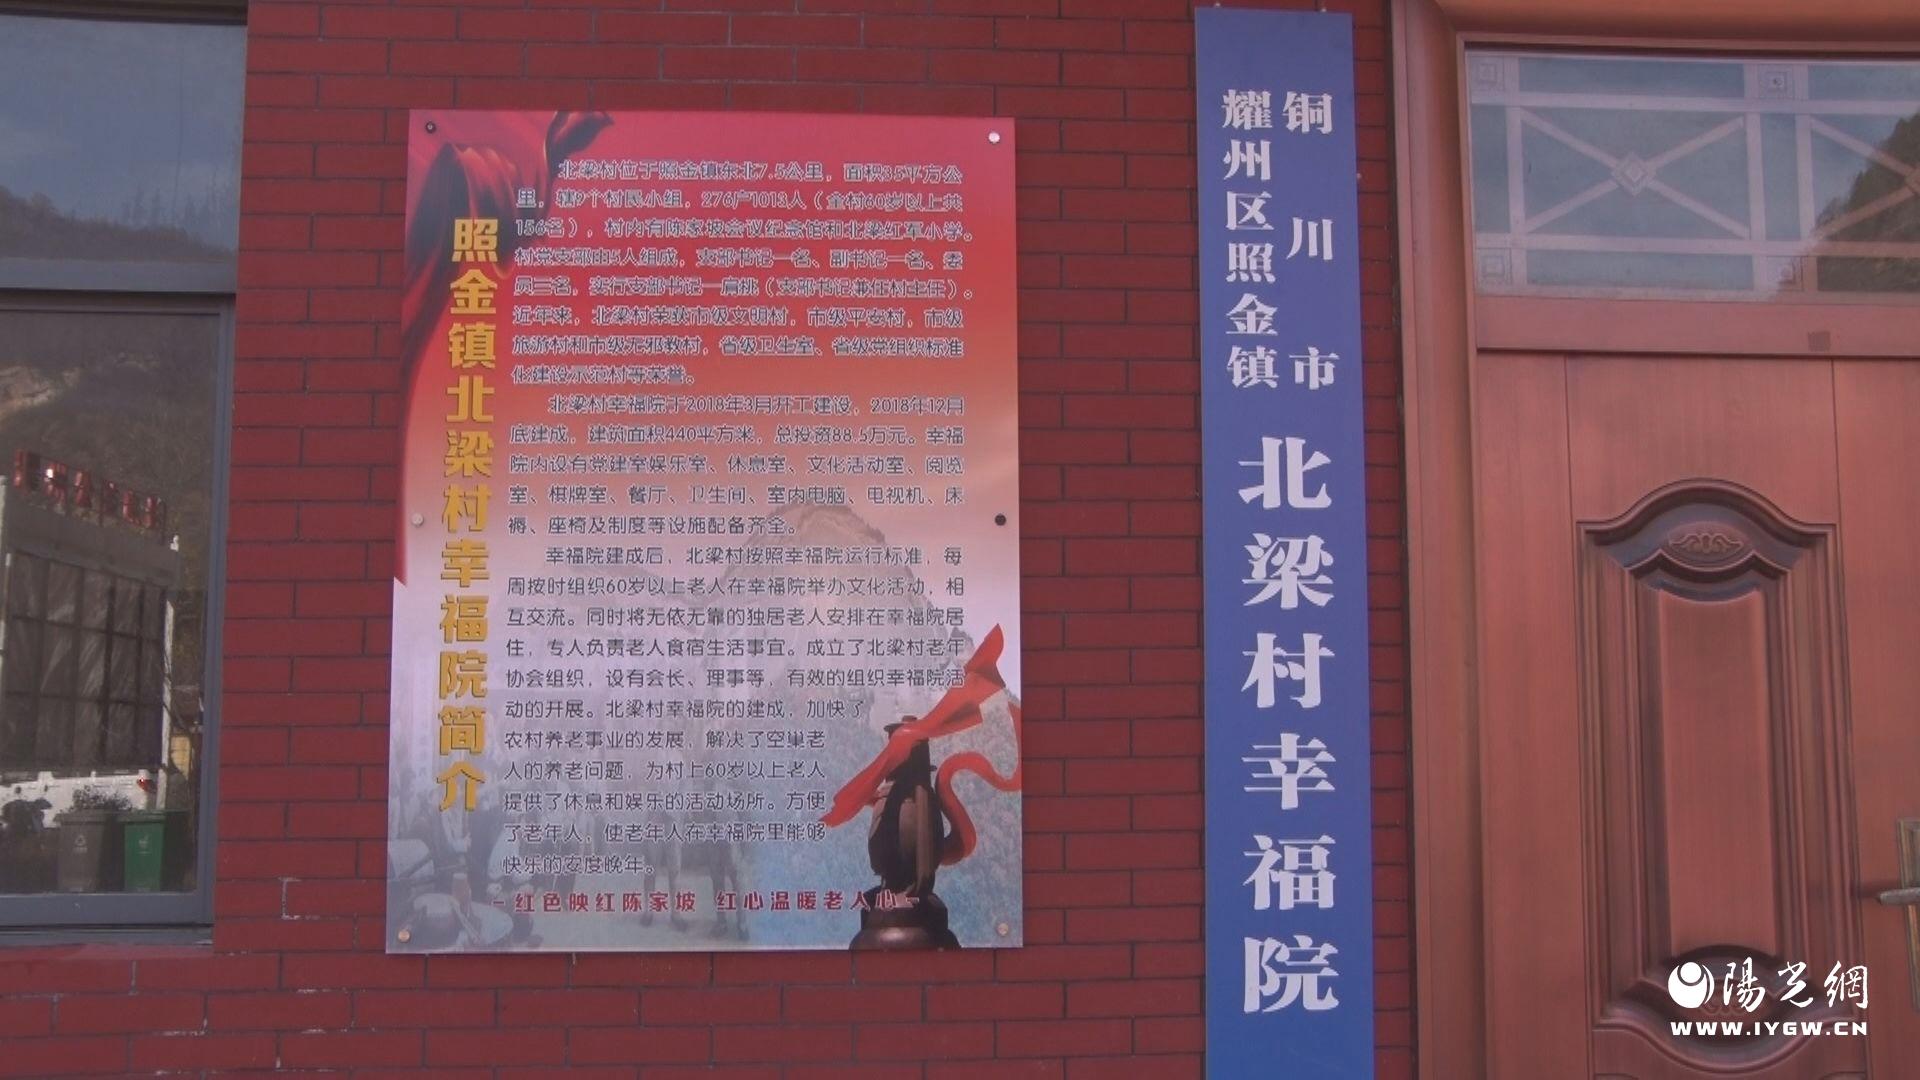 照金镇北梁村幸福院简介
北梁村位于照金镇东北7.5公里，面积35平方公
里，辖9个村民小组，276户1013人（全村60岁以上共
156名），村内有陈家坡会议纪念馆和北梁红军小学。
村党支部由5人组成，支部书记一名、副书记一名、委
员三名，实行支部书记一肩挑（支部书记兼任村主任）。
近年来，北梁村荣获市级文明村，市级平安村，市级
旅游村和市级无邪教村，省级卫生室、省级党组织标准
化建设示范村等荣誉。
北梁村幸福院于2018年3月开工建设，2018年12月
底建成，建筑面积440平方米，总投资88.5万元。幸福
院内设有党建室娱乐室、休息室、文化活动室、阅览
室、棋牌室、餐厅、卫生间、室内电脑、电视机、床
褥、座椅及制度等设施配备齐全。
幸福院建成后，北梁村按照幸福院运行标准，每
周按时组织60岁以上老人在幸福院举办文化活动，相
互交流。同时将无依无靠的独居老人安排在幸福院居
住，专人负责老人食宿生活事宜。成立了北梁村老年
协会组织，设有会长、理事等，有效的组织幸福院活
动的开展。北梁村幸福院的建成，加快了
农村养老事业的发展，解决了空巢老
人的养老问题，为村上60岁以上老人
提供了休息和娱乐的活动场所。方便
了老年人，使老年人在幸福院里能够
快乐的安度晚年。
-红色映红陈家坡 红心温暖老人心-
铜川市
耀州区照金镇
北梁村幸福院
陽光網
WWW.IYGW.CN